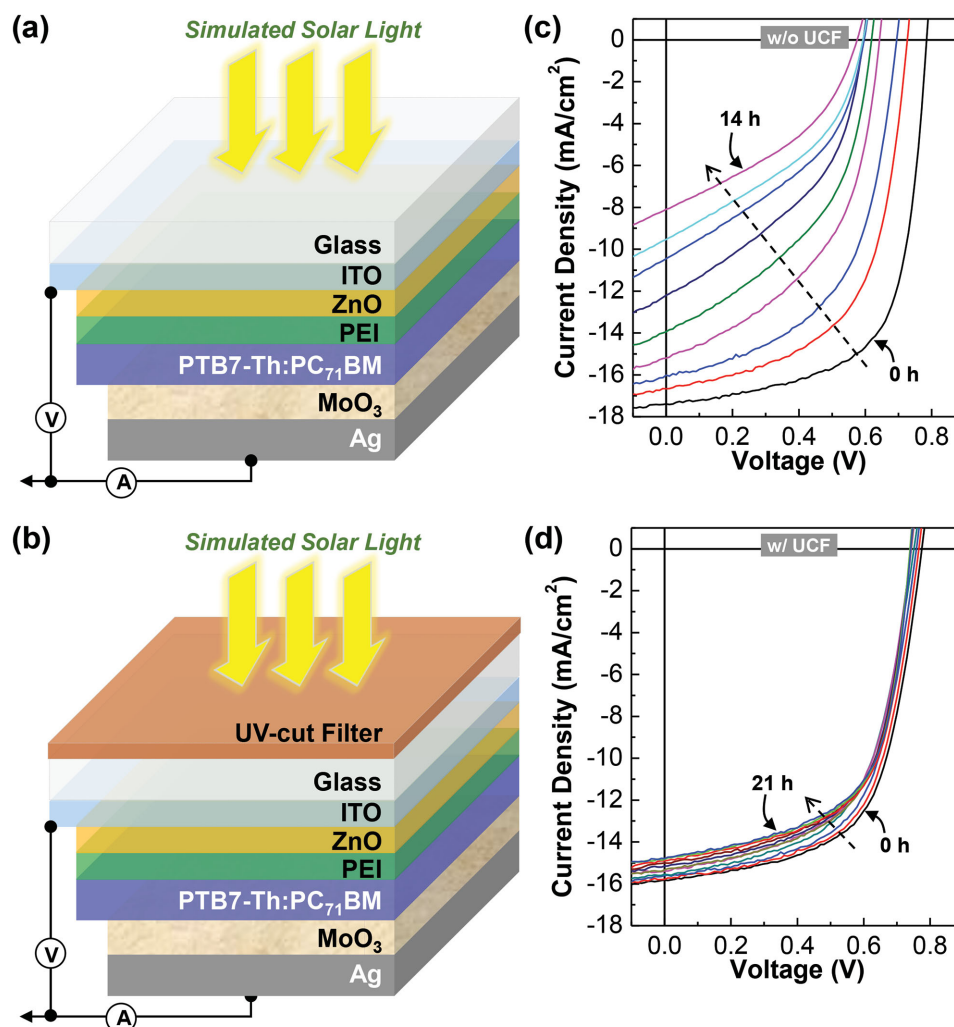 (a)
Simulated Solar Light
Glass
ITO
ZnO
PEI
PTB7-Th:PC₇₁BM
MoO₃
Ag
V
A
(c)
w/o UCF
0
-2
-4
-6
-8
-10
-12
-14
-16
-18
14 h
0 h
0.0 0.2 0.4 0.6 0.8
Current Density (mA/cm²)
Voltage (V)
(b)
Simulated Solar Light
UV-cut Filter
Glass
ITO
ZnO
PEI
PTB7-Th:PC₇₁BM
MoO₃
Ag
V
A
(d)
w/ UCF
0
-2
-4
-6
-8
-10
-12
-14
-16
-18
21 h
0 h
0.0 0.2 0.4 0.6 0.8
Current Density (mA/cm²)
Voltage (V)